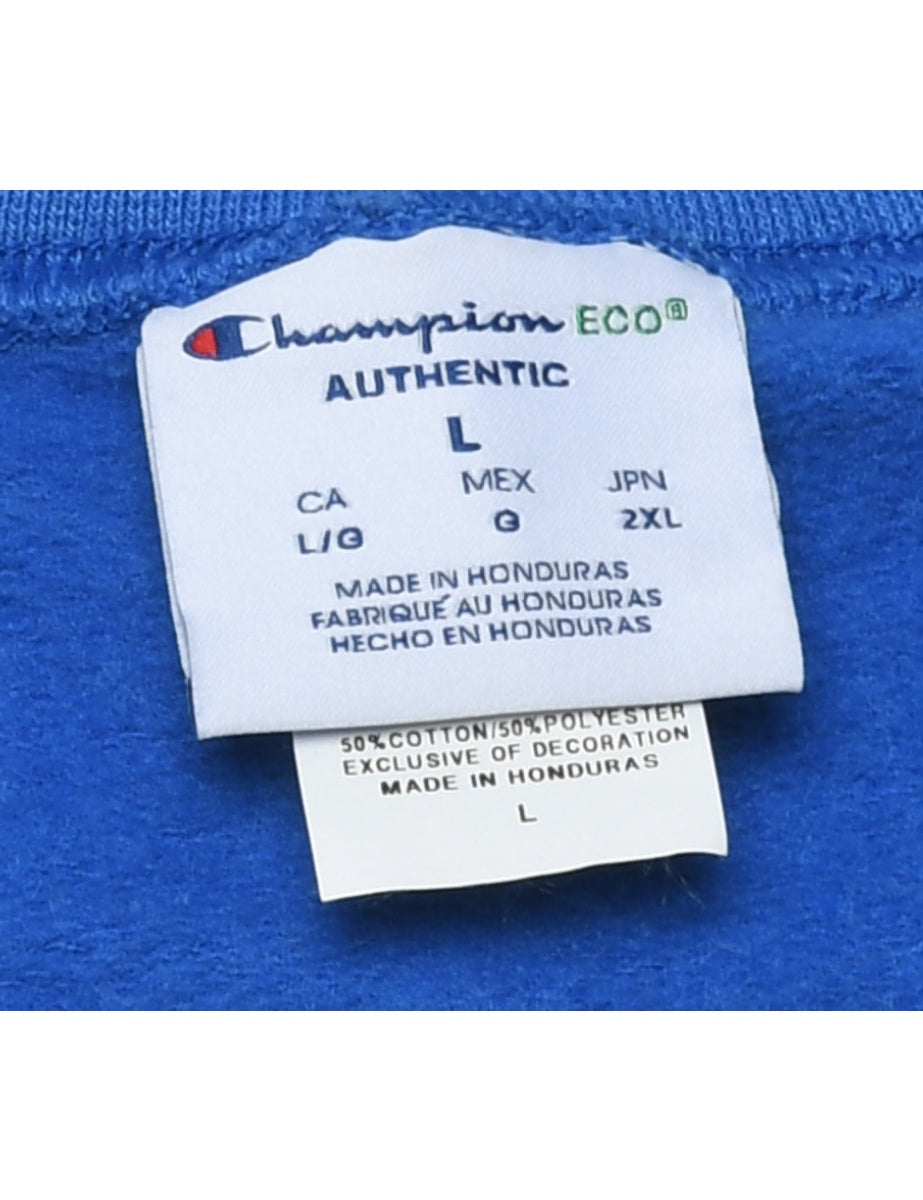 Champion ECO®
AUTHENTIC
L
CA MEX JPN
L/G G 2XL
MADE IN HONDURAS
FABRIQUÉ AU HONDURAS
HECHO EN HONDURAS
50%COTTON/50%POLYESTER
EXCLUSIVE OF DECORATION
MADE IN HONDURAS
L